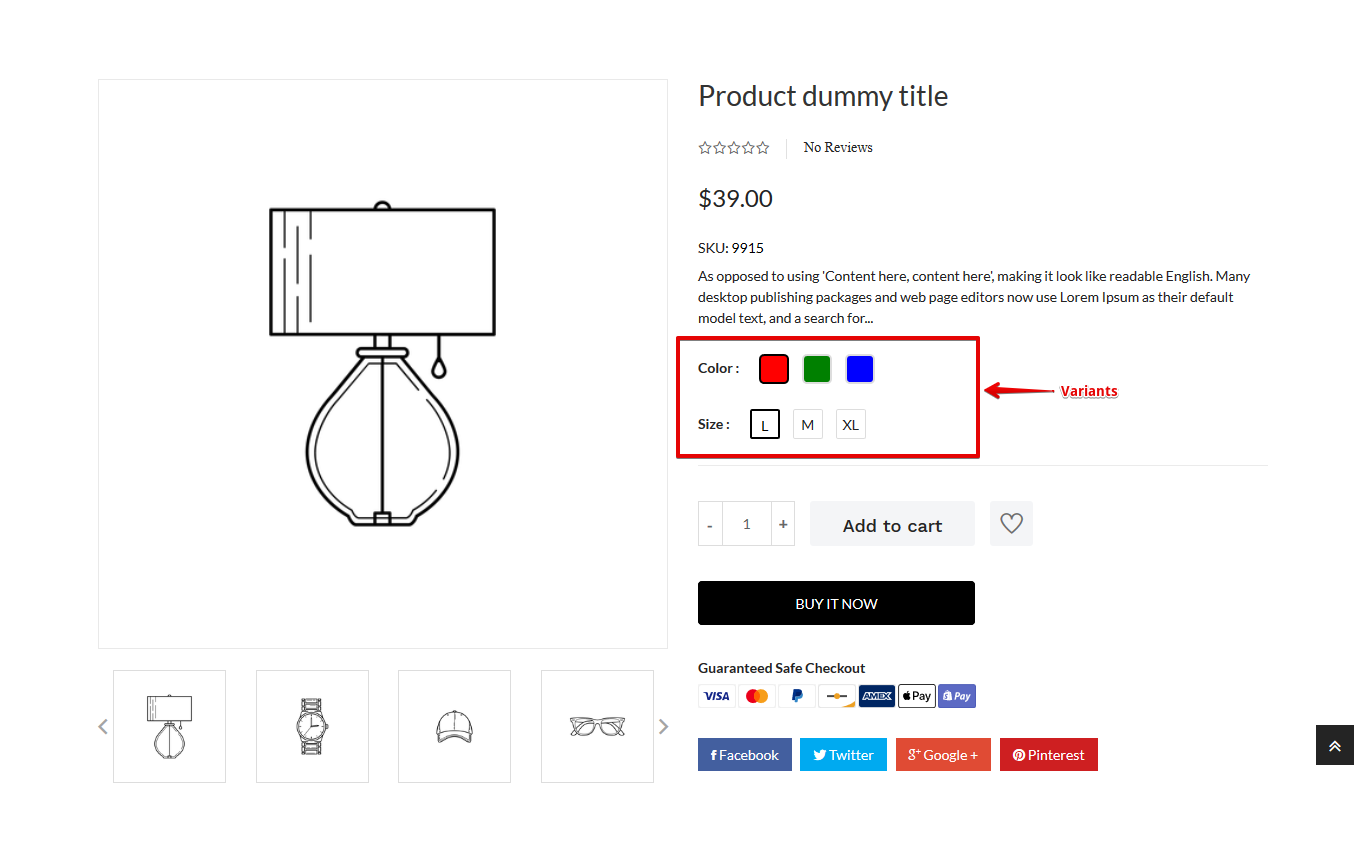 Product dummy title
No Reviews
$39.00
SKU: 9915
As opposed to using 'Content here, content here', making it look like readable English. Many
desktop publishing packages and web page editors now use Lorem Ipsum as their default
model text, and a search for...
Color :
Variants
Size : L M XL
- 1 + Add to cart
BUY IT NOW
Guaranteed Safe Checkout
VISA AMEX Pay Pay
Facebook Twitter Google + Pinterest